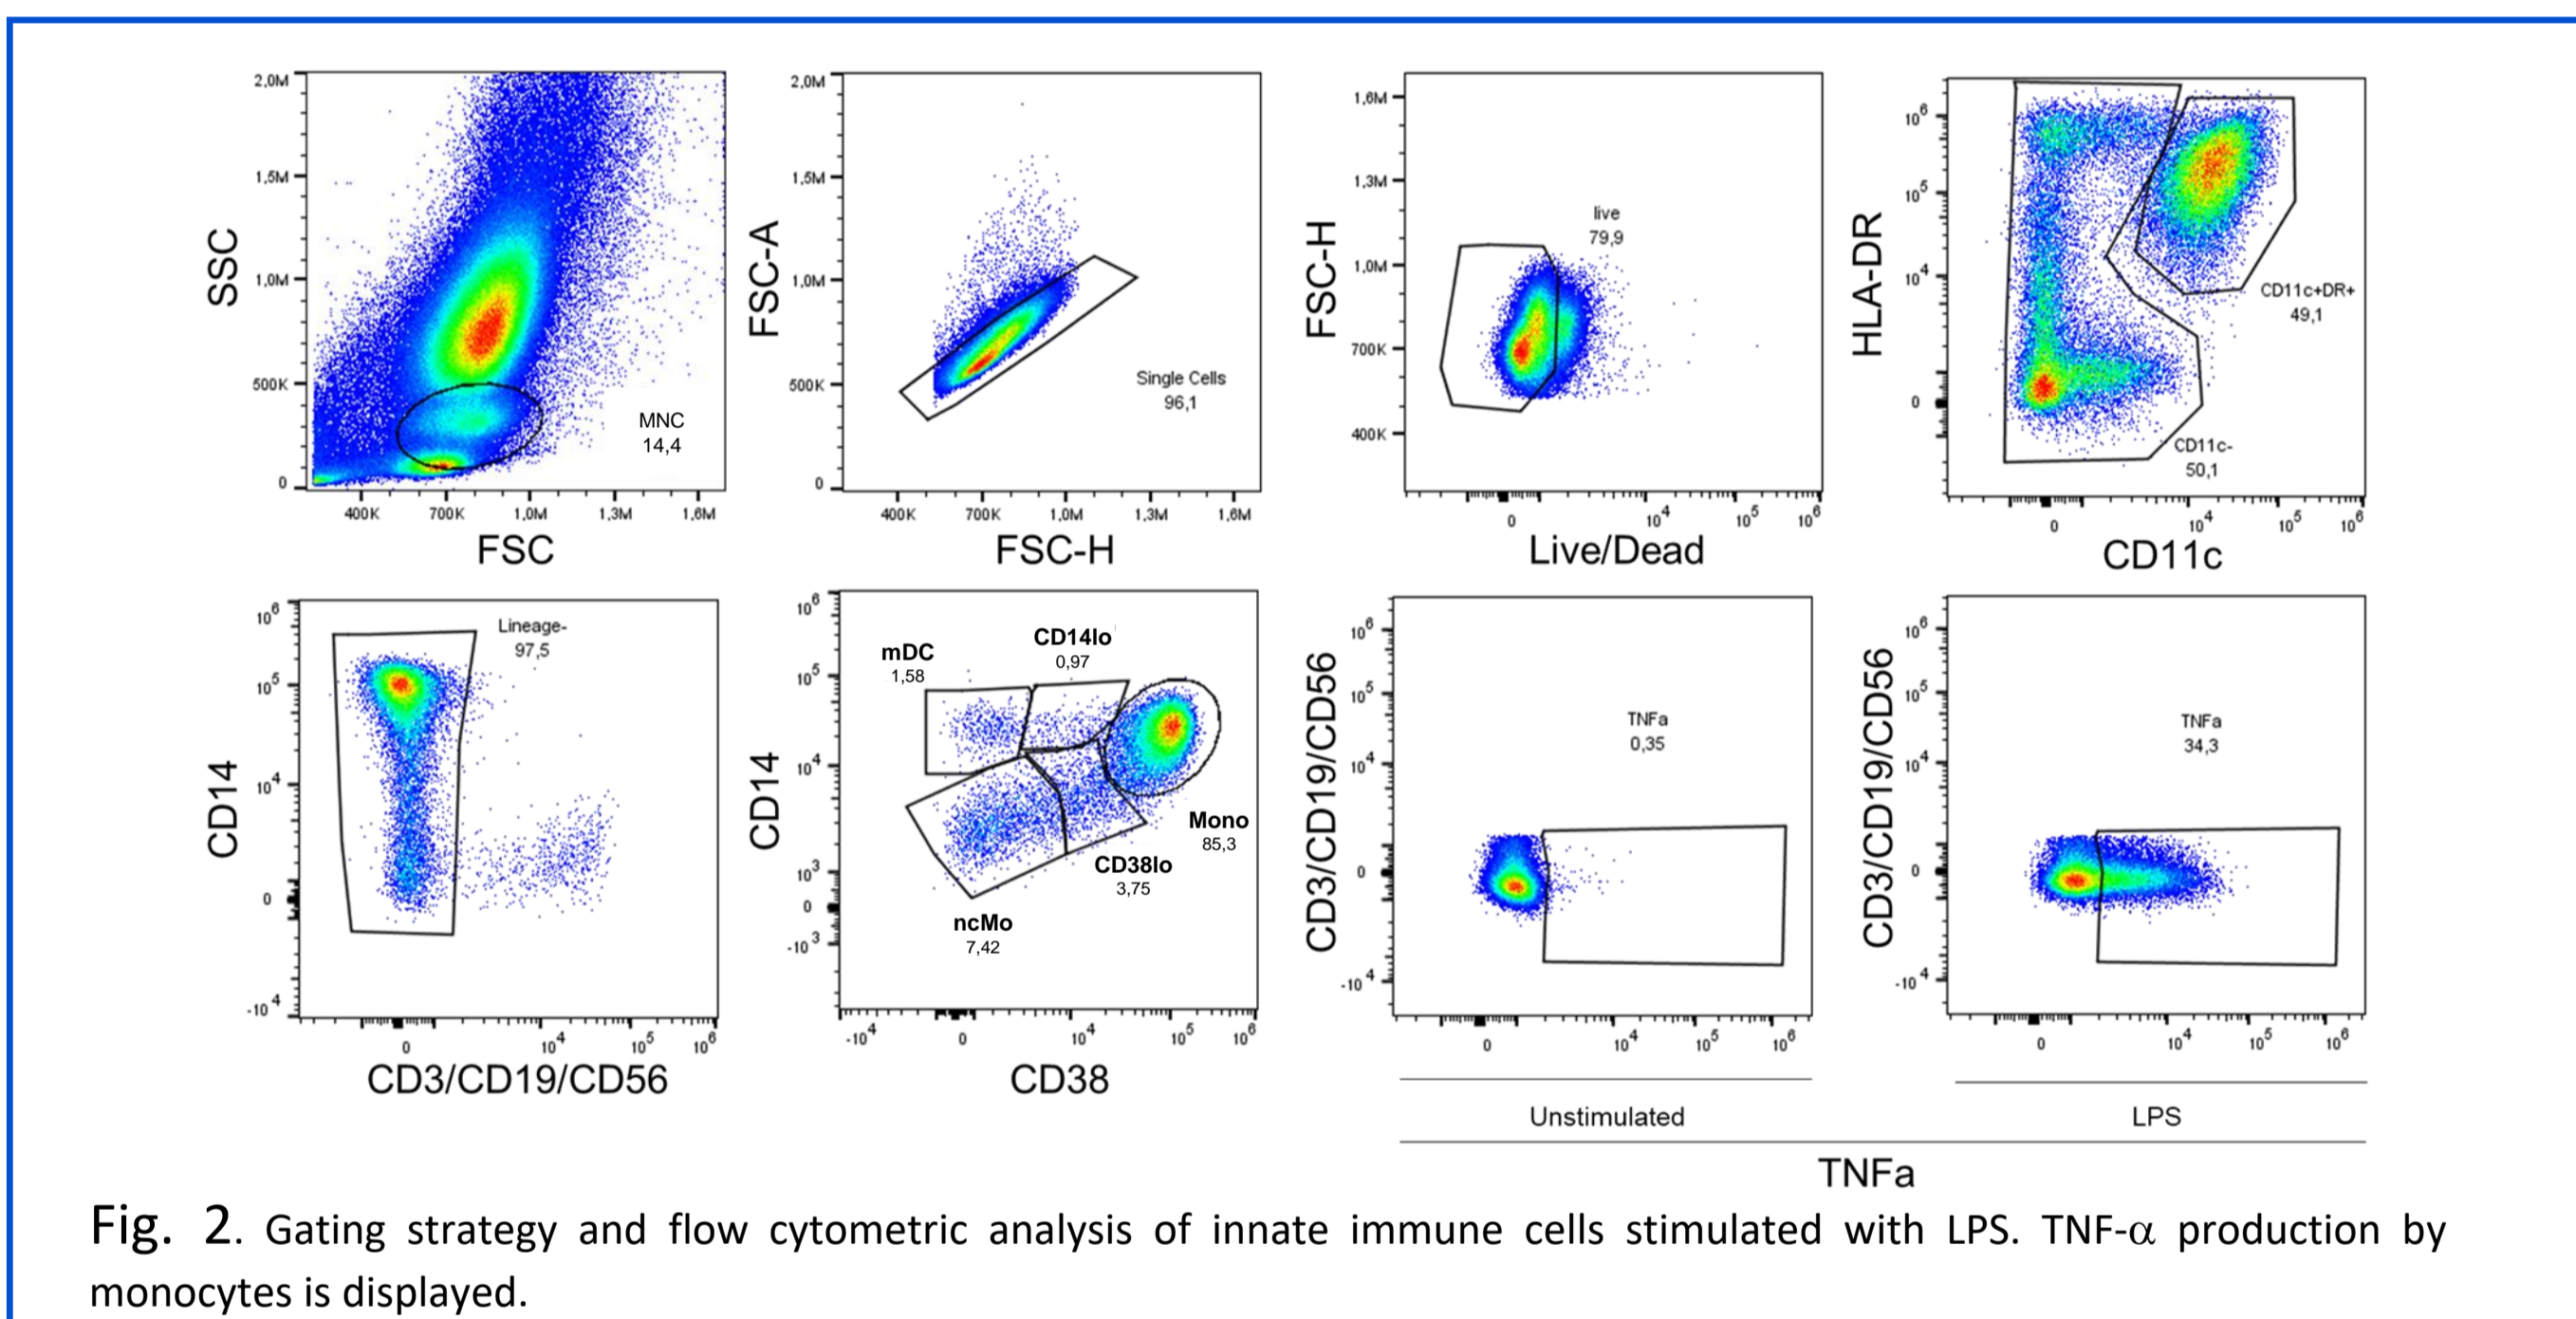 2,0M
1,5M
1,0M
500K
0
SSC
400K 700K 1,0M 1,3M 1,6M
FSC
MNC
14,4
2,0M
1,5M
1,0M
500K
0
FSC-A
400K 700K 1,0M 1,3M 1,6M
FSC-H
Single Cells
96,1
1,6M
1,3M
1,0M
700K
400K
FSC-H
live
79,9
0 10^4 10^5 10^6
Live/Dead
10^6
10^5
10^4
0
HLA-DR
CD11c+DR+
49,1
CD11c-
50,1
0 10^4 10^5 10^6
CD11c
10^6
10^5
10^4
0
-10^4
CD14
Lineage-
97,5
0 10^4 10^5 10^6
CD3/CD19/CD56
10^6
10^5
10^4
10^3
0
-10^3
CD14
mDC
1,58
CD14lo
0,97
Mono
85,3
CD38lo
3,75
ncMo
7,42
-10^4 0 10^4 10^5 10^6
CD38
10^6
10^5
10^4
0
-10^4
CD3/CD19/CD56
TNFa
0,35
0 10^4 10^5 10^6
Unstimulated
10^6
10^5
10^4
0
-10^4
CD3/CD19/CD56
TNFa
34,3
0 10^4 10^5 10^6
LPS
TNFa
Fig. 2. Gating strategy and flow cytometric analysis of innate immune cells stimulated with LPS. TNF-α production by
monocytes is displayed.